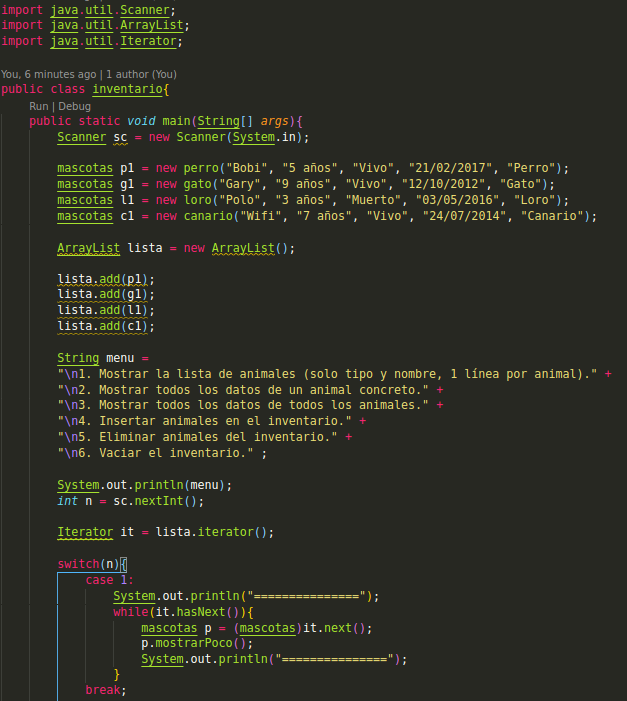 import java.util.Scanner;
import java.util.ArrayList;
import java.util.Iterator;
You, 6 minutes ago | 1 author (You)
public class inventario{
Run | Debug
public static void main(String[] args){
Scanner sc = new Scanner(System.in);
mascotas p1 = new perro("Bobi", "5 años", "Vivo", "21/02/2017", "Perro");
mascotas g1 = new gato("Gary", "9 años", "Vivo", "12/10/2012", "Gato");
mascotas l1 = new loro("Polo", "3 años", "Muerto", "03/05/2016", "Loro");
mascotas c1 = new canario("Wifi", "7 años", "Vivo", "24/07/2014", "Canario");
ArrayList lista = new ArrayList();
lista.add(p1);
lista.add(g1);
lista.add(l1);
lista.add(c1);
String menu =
"\n1. Mostrar la lista de animales (solo tipo y nombre, 1 línea por animal)." +
"\n2. Mostrar todos los datos de un animal concreto." +
"\n3. Mostrar todos los datos de todos los animales." +
"\n4. Insertar animales en el inventario." +
"\n5. Eliminar animales del inventario." +
"\n6. Vaciar el inventario." ;
System.out.println(menu);
int n = sc.nextInt();
Iterator it = lista.iterator();
switch(n){
case 1:
System.out.println("===============");
while(it.hasNext()){
mascotas p = (mascotas)it.next();
p.mostrarPoco();
System.out.println("===============");
}
break;